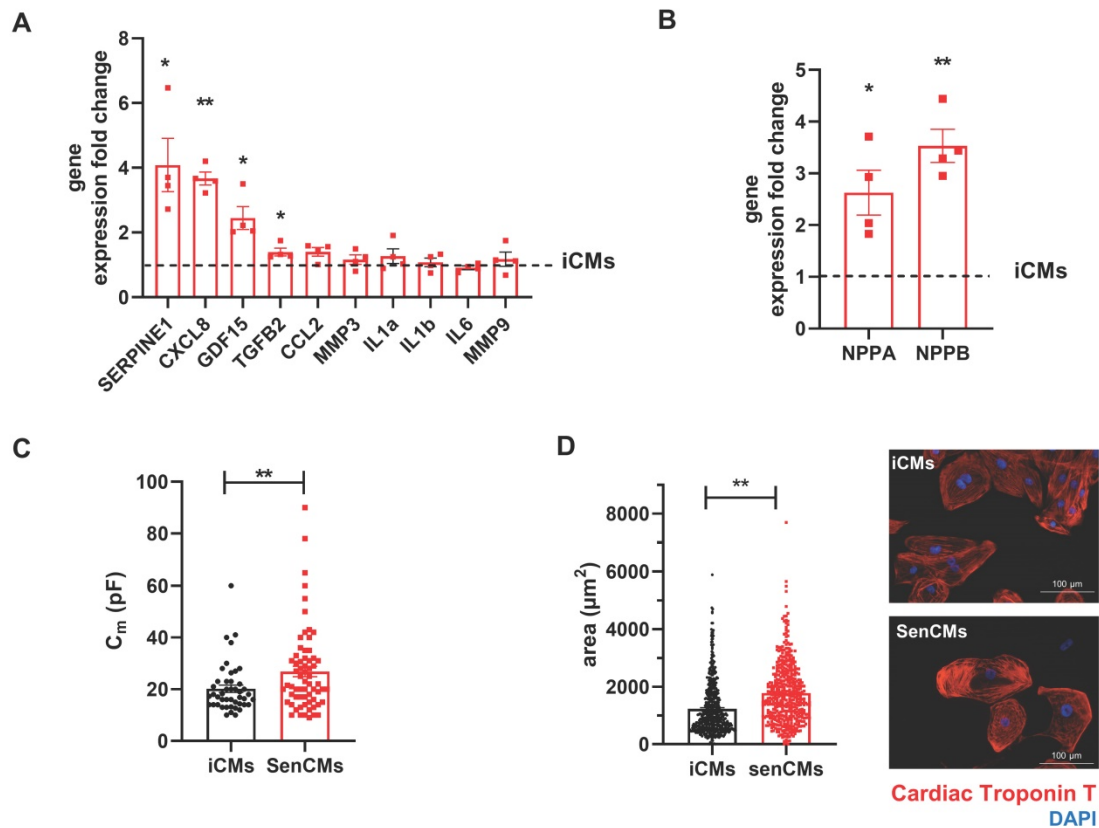 A
gene
expression fold change
8
6
4
2
0
*
**
*
*
iCMs
SERPINE1
CXCL8
GDF15
TGFB2
CCL2
MMP3
IL1a
IL1b
IL6
MMP9
B
gene
expression fold change
5
4
3
2
1
0
*
**
iCMs
NPPA
NPPB
C
Cm (pF)
100
80
60
40
20
0
**
iCMs
SenCMs
D
area (µm²)
8000
6000
4000
2000
0
**
iCMs
senCMs
iCMs
100 µm
SenCMs
100 µm
Cardiac Troponin T
DAPI